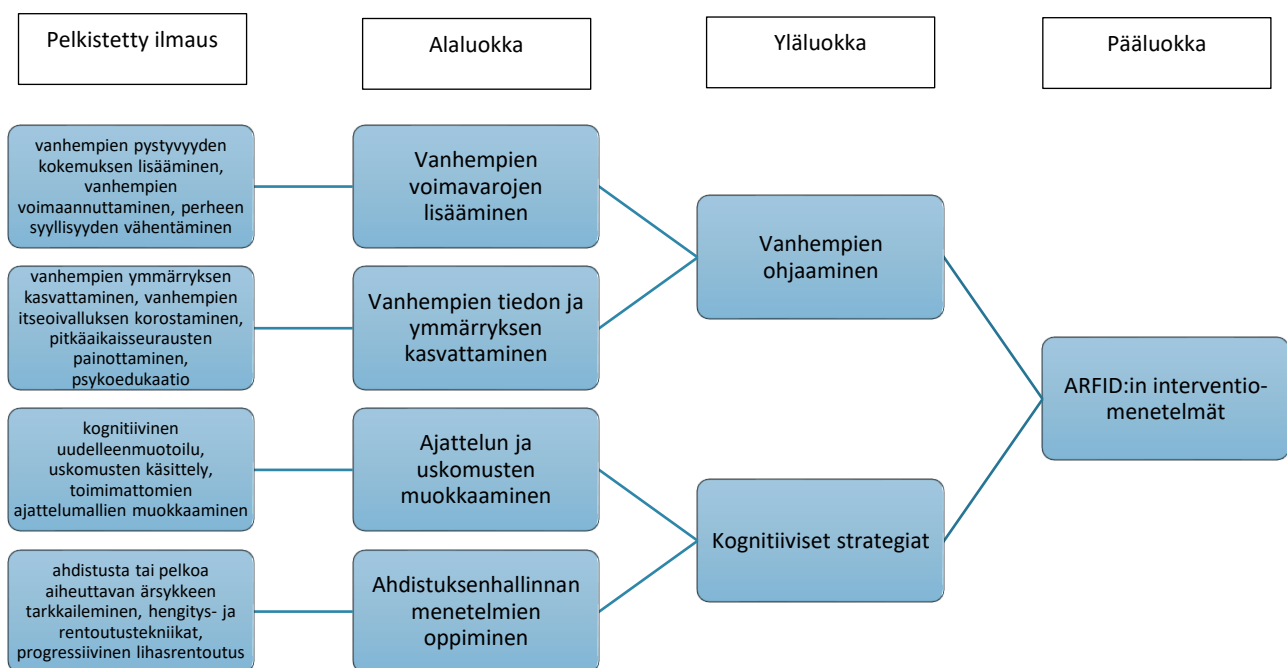 Pelkistetty ilmaus
Alaluokka
Yläluokka
Pääluokka
vanhempien pystyvyyden
kokemuksen lisääminen,
vanhempien
voimaannuttaminen, perheen
syyllisyyden vähentäminen
Vanhempien
voimavarojen
lisääminen
vanhempien ymmärryksen
kasvattaminen, vanhempien
itseoivalluksen korostaminen,
pitkäaikaisseurausten
painottaminen,
psykoedukaatio
Vanhempien tiedon ja
ymmärryksen
kasvattaminen
Vanhempien
ohjaaminen
kognitiivinen
uudelleenmuotoilu,
uskomusten käsittely,
toimimattomien
ajattelumallien muokkaaminen
Ajattelun ja
uskomusten
muokkaaminen
ahdistusta tai pelkoa
aiheuttavan ärsykkeen
tarkkaileminen, hengitys- ja
rentoutustekniikat,
progressiivinen lihasrentoutus
Ahdistuksenhallinnan
menetelmien
oppiminen
Kognitiiviset strategiat
ARFID:in interventio-
menetelmät